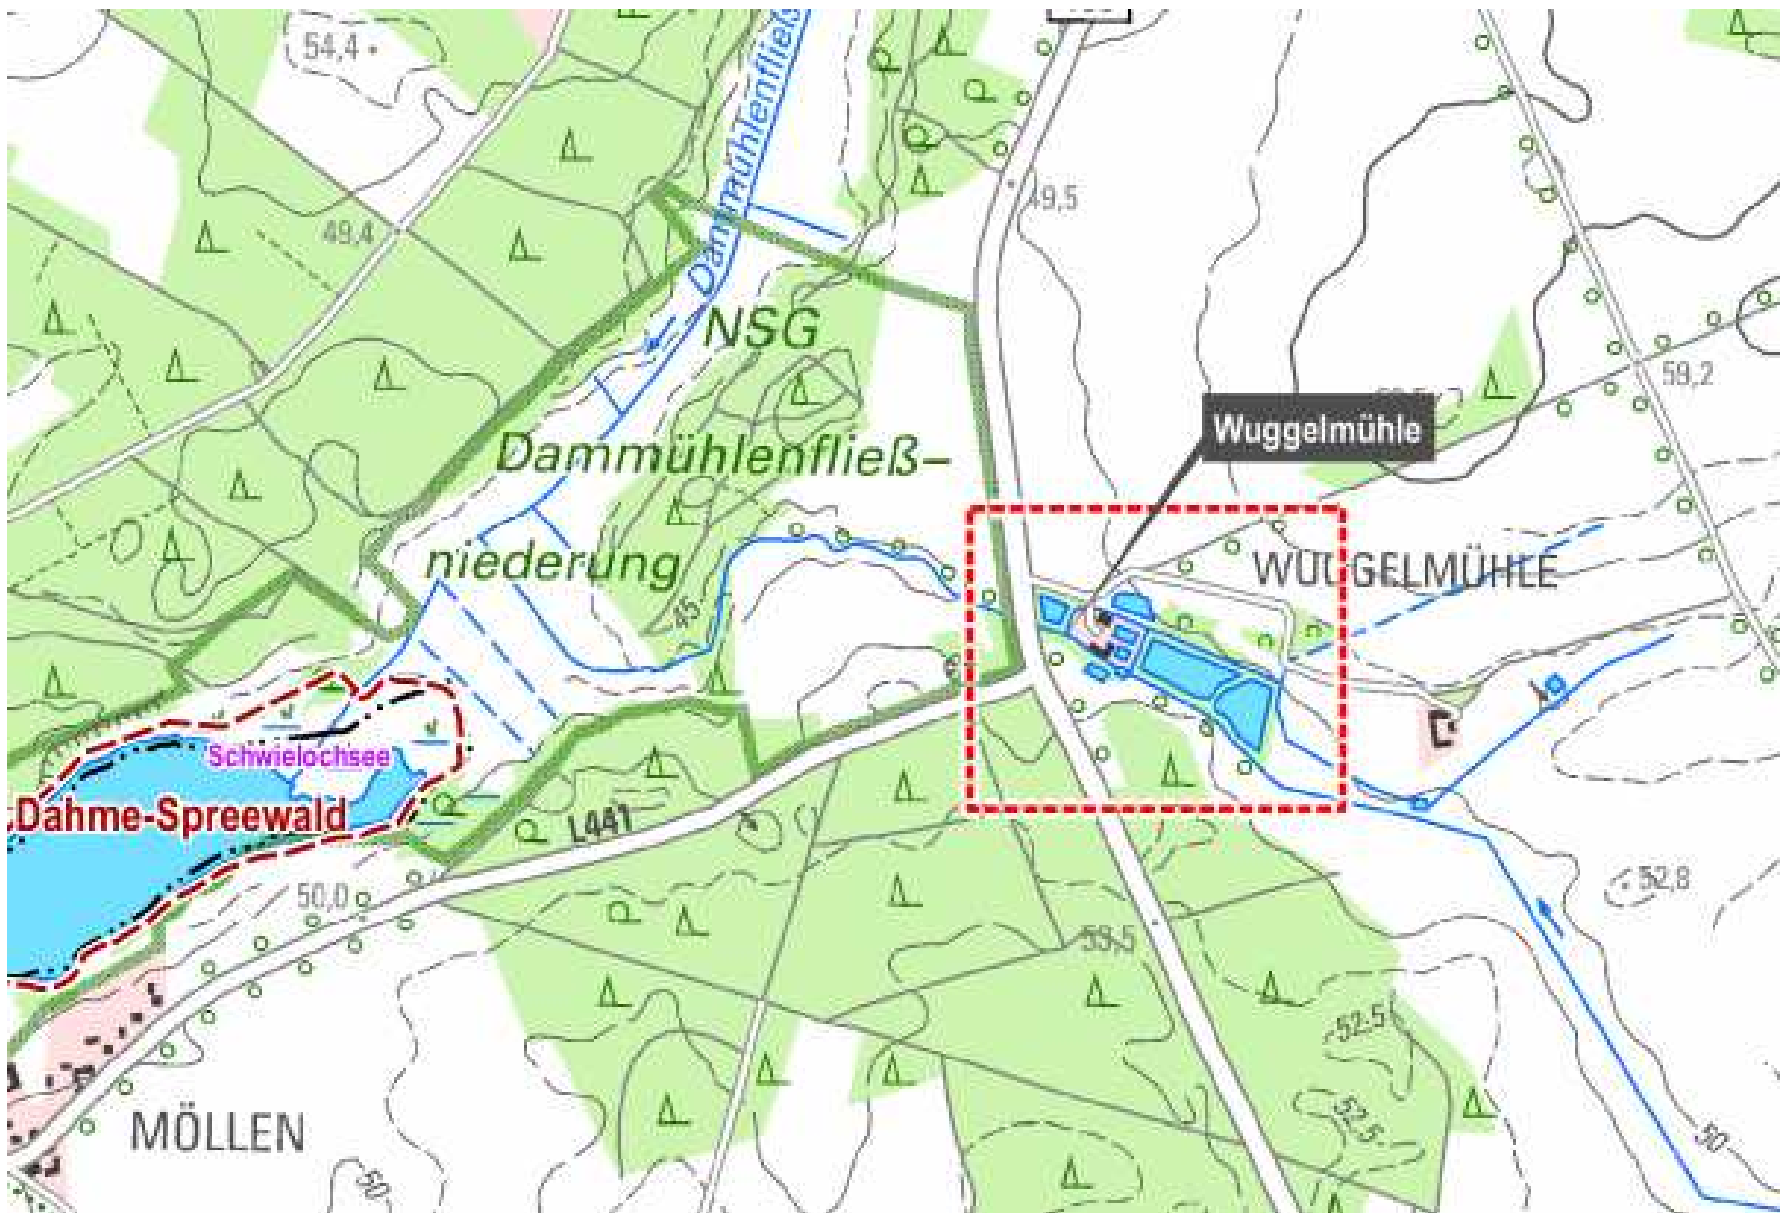 54,4
Dammühlenfließ
49,5
49,4
NSG
59,2
Wuggelmühle
Dammühlenfließ–
niederung
WUGGELMÜHLE
45
Schwielochsee
Dahme-Spreewald
L441
50,0
52,8
53,5
52.5
52.5
50
MÖLLEN
50